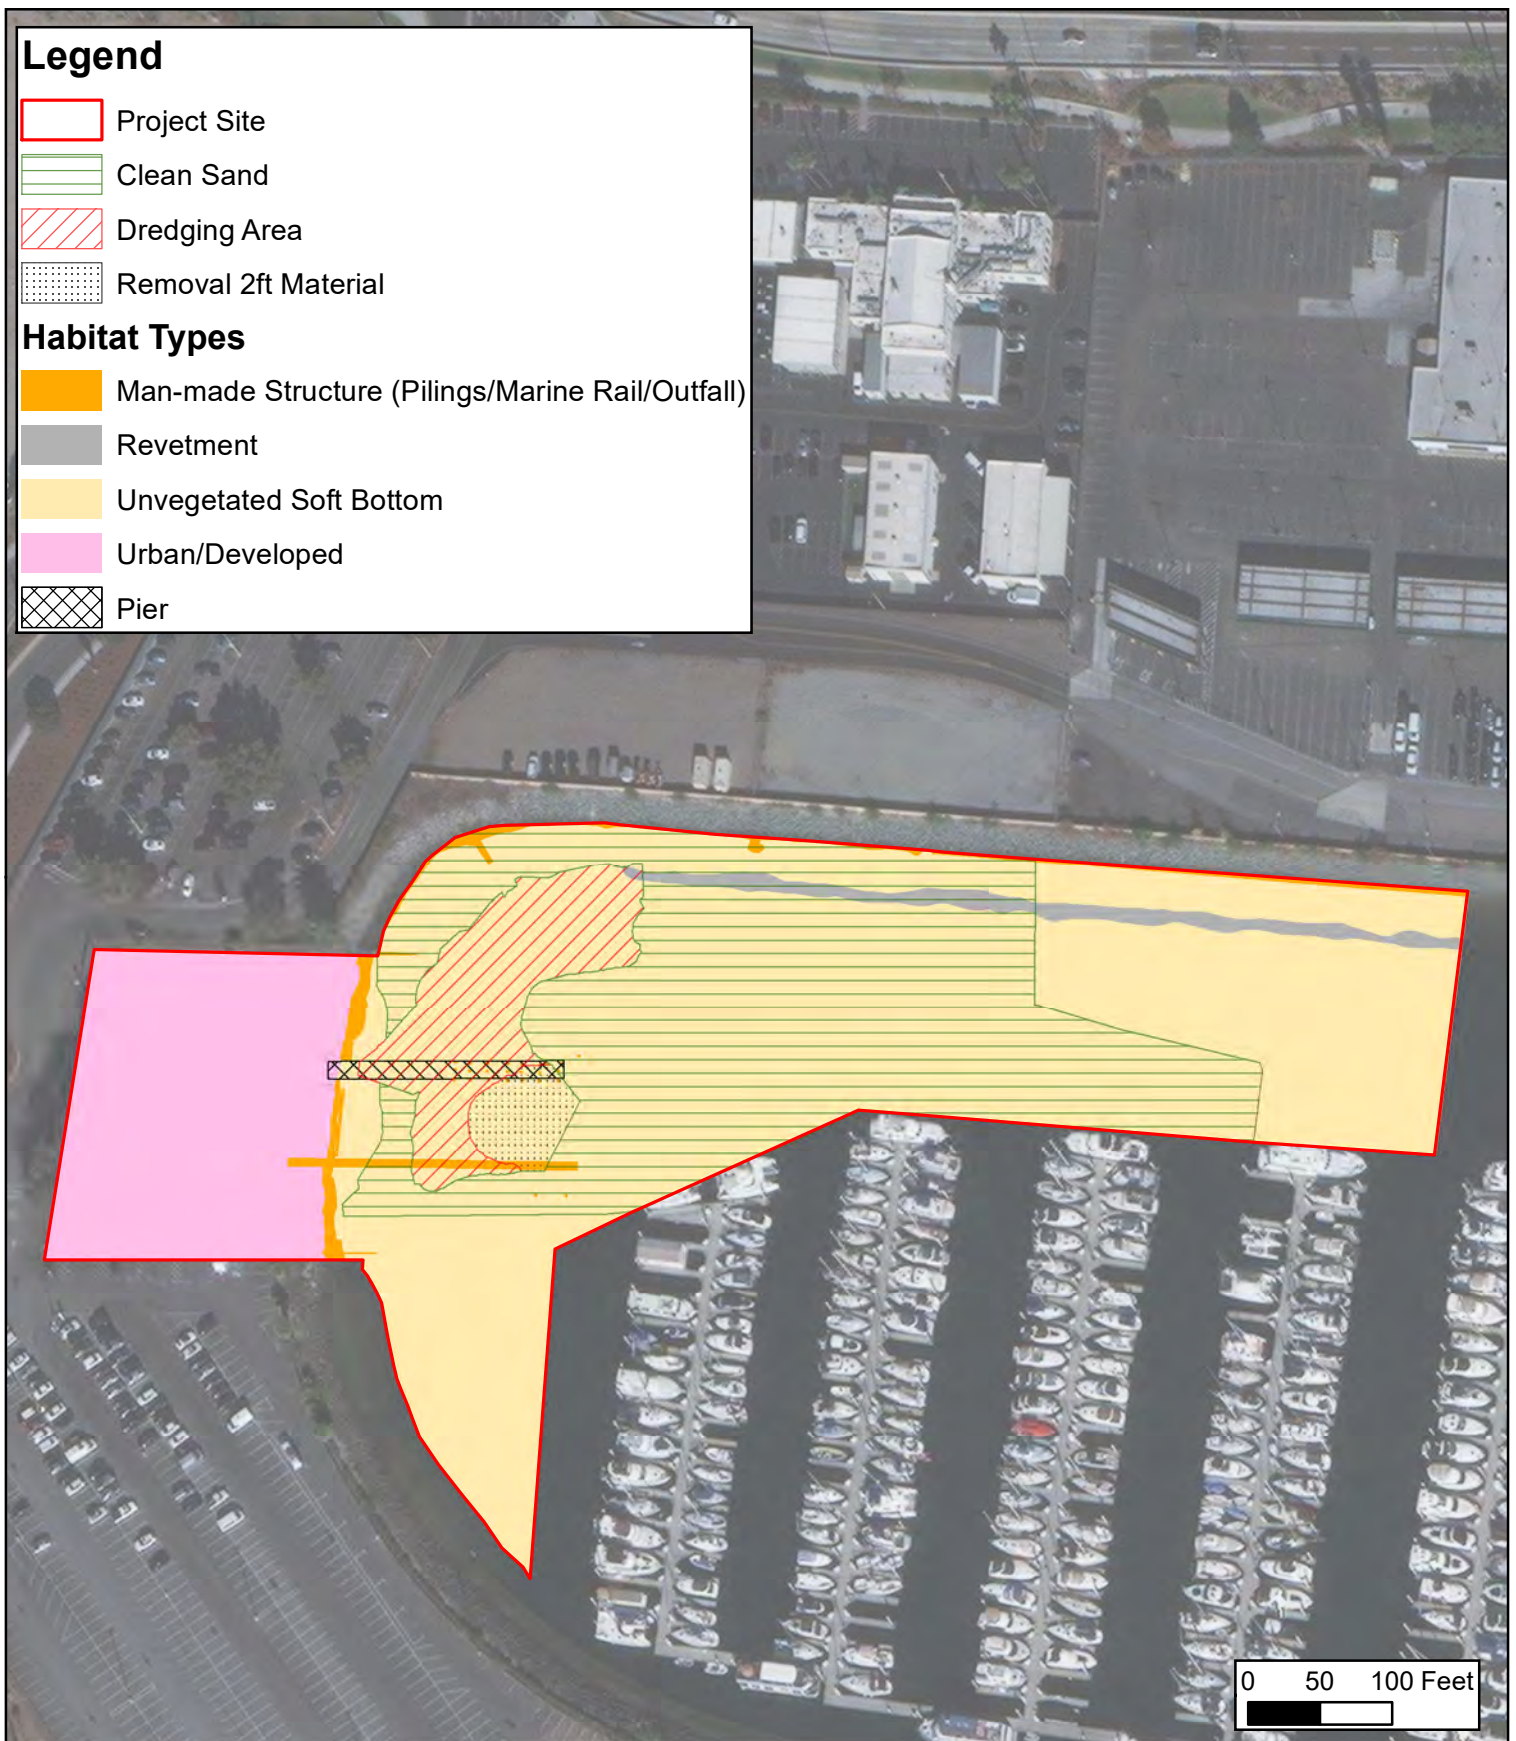 Legend
Project Site
Clean Sand
Dredging Area
Removal 2ft Material
Habitat Types
Man-made Structure (Pilings/Marine Rail/Outfall)
Revetment
Unvegetated Soft Bottom
Urban/Developed
Pier
0 50 100 Feet